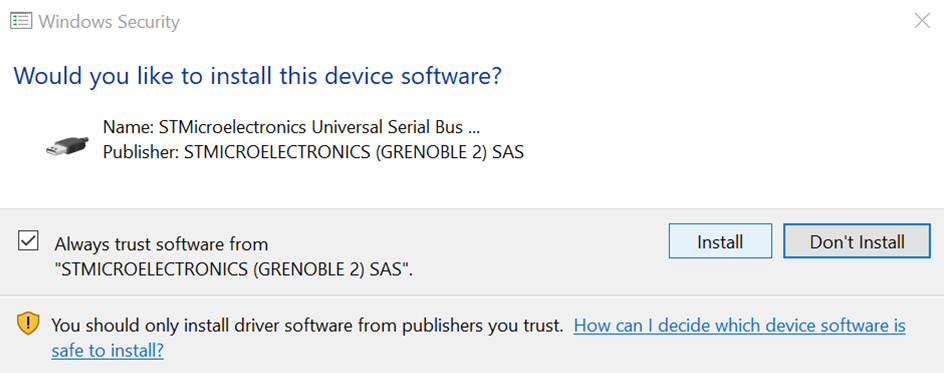 Windows Security
Would you like to install this device software?
Name: STMicroelectronics Universal Serial Bus ...
Publisher: STMICROELECTRONICS (GRENOBLE 2) SAS
Always trust software from
"STMICROELECTRONICS (GRENOBLE 2) SAS".
Install
Don't Install
You should only install driver software from publishers you trust. How can I decide which device software is
safe to install?